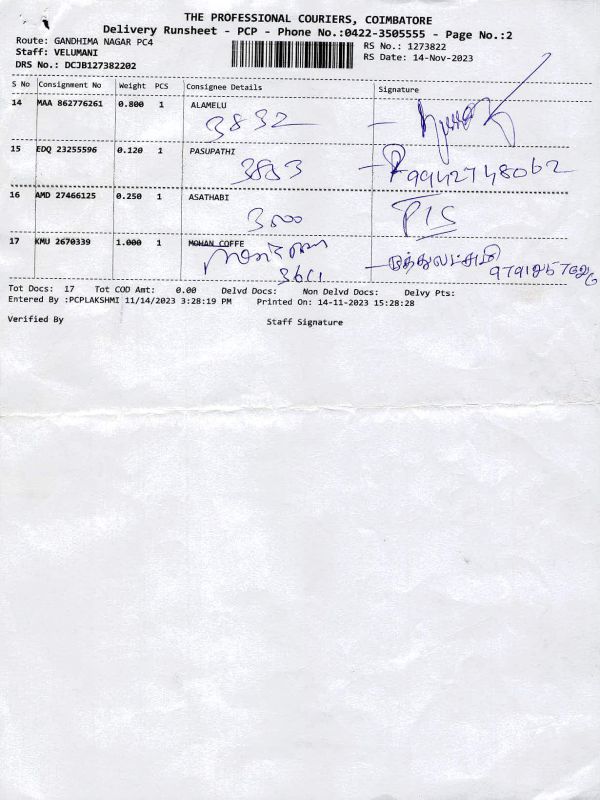 THE PROFESSIONAL COURIERS, COIMBATORE
Delivery Runsheet - PCP - Phone No.:0422-3505555 - Page No.:2
Route: GANDHIMA NAGAR PC4
RS No.: 1273822
Staff: VELUMANI
RS Date: 14-Nov-2023
DRS No.: DCJB127382202
S No Consignment No Weight PCS Consignee Details Signature
14 MAA 862776261 0.800 1 ALAMELU
3832
15 EDQ 23255596 0.120 1 PASUPATHI
3883 9942748062
16 AMD 27466125 0.250 1 ASATHABI
3500 P15
17 KMU 2670339 1.000 1 MOHAN COFFE
முத்துலட்சுமி
Tot Docs: 17 Tot COD Amt: 0.00 Delvd Docs: Non Delvd Docs: Delvy Pts:
Entered By :PCPLAKSHMI 11/14/2023 3:28:19 PM Printed On: 14-11-2023 15:28:28
Verified By Staff Signature